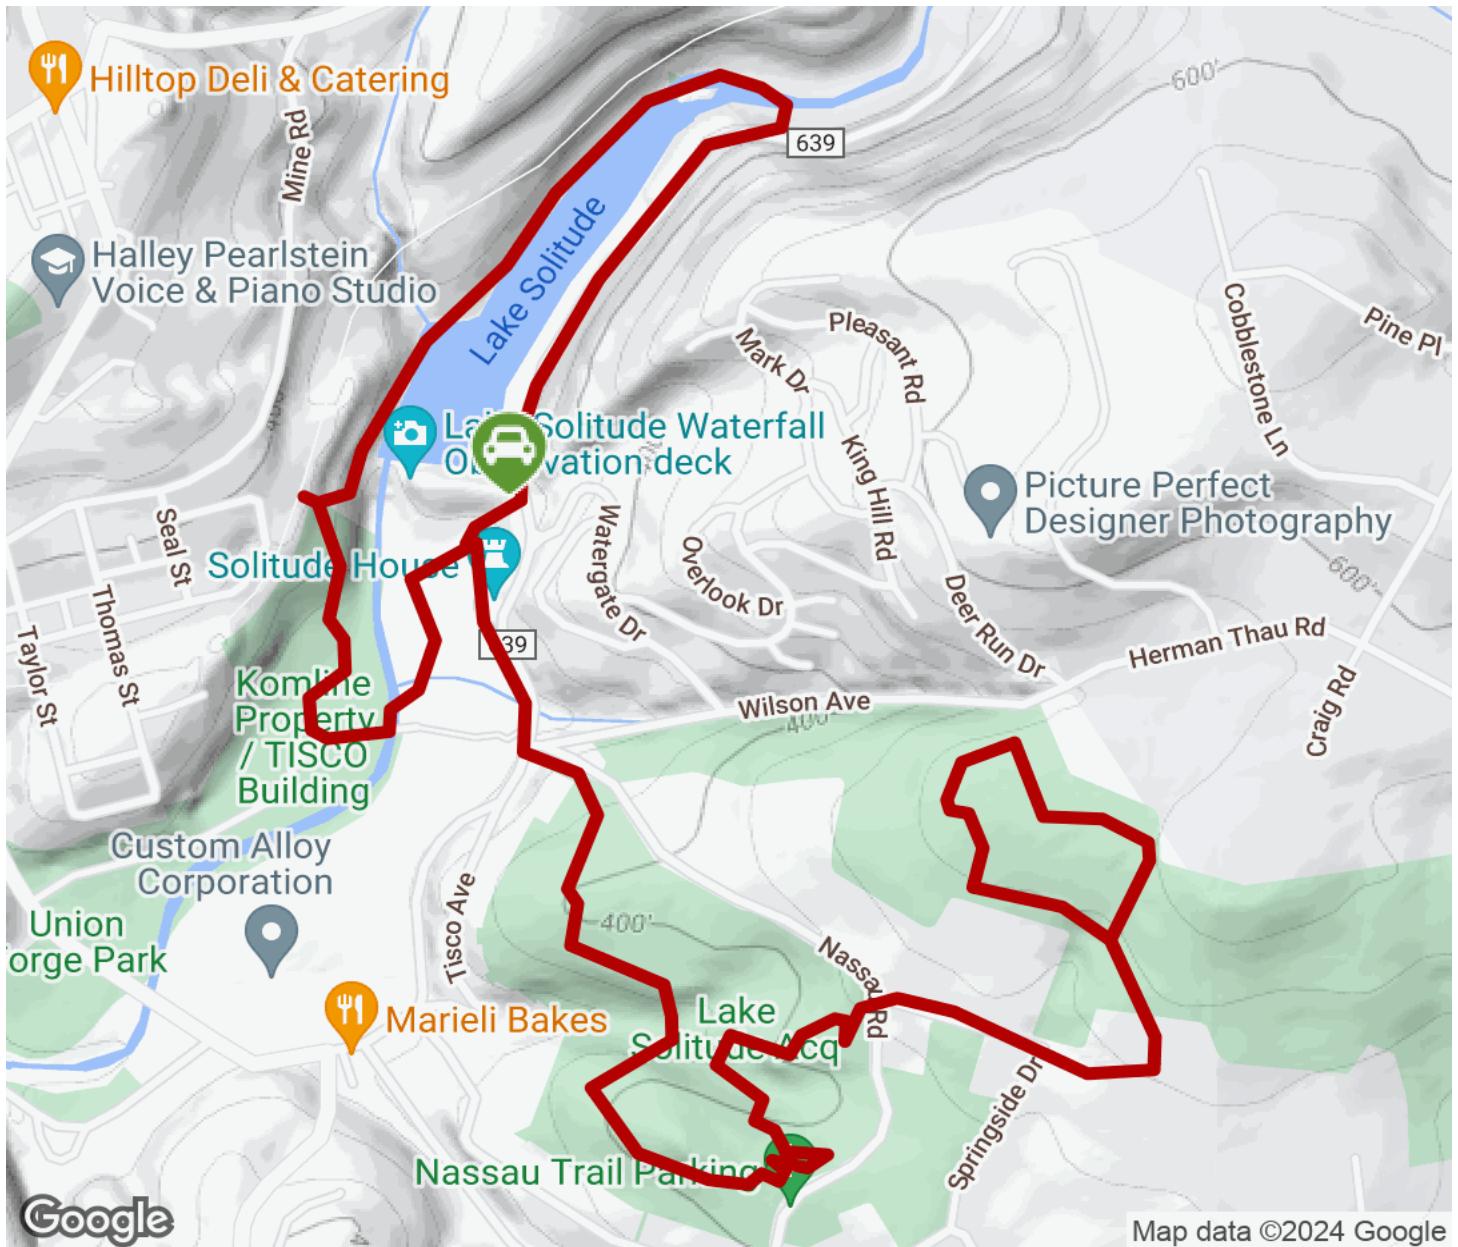 Hilltop Deli & Catering
600'
Mine Rd
639
Halley Pearlstein
Voice & Piano Studio
Lake Solitude
Cobblestone Ln
Pine Pl
Pleasant Rd
Mark Dr
Solitude Waterfall
vation deck
King Hill Rd
Picture Perfect
Designer Photography
Seal St
Watergate Dr
Solitude House
Overlook Dr
600'
Thomas St
Taylor St
Deer Run Dr
39
Herman Thau Rd
Craig Rd
Komline
Property
/ TISCO
Building
Wilson Ave
400'
Custom Alloy
Corporation
Tisco Ave
Union
orge Park
400'
Nassau Rd
Lake
Solitude Acq
Marieli Bakes
Springside Dr
Nassau Trail Parking
Google
Map data ©2024 Google